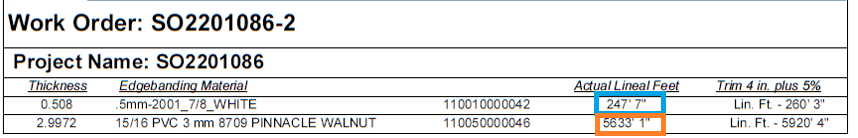 Work Order: SO2201086-2
Project Name: SO2201086
Thickness Edgebanding Material Actual Lineal Feet Trim 4 in. plus 5%
0.508 .5mm-2001_7/8_WHITE 110010000042 247' 7" Lin. Ft. - 260' 3"
2.9972 15/16 PVC 3 mm 8709 PINNACLE WALNUT 110050000046 5633' 1" Lin. Ft. - 5920' 4"